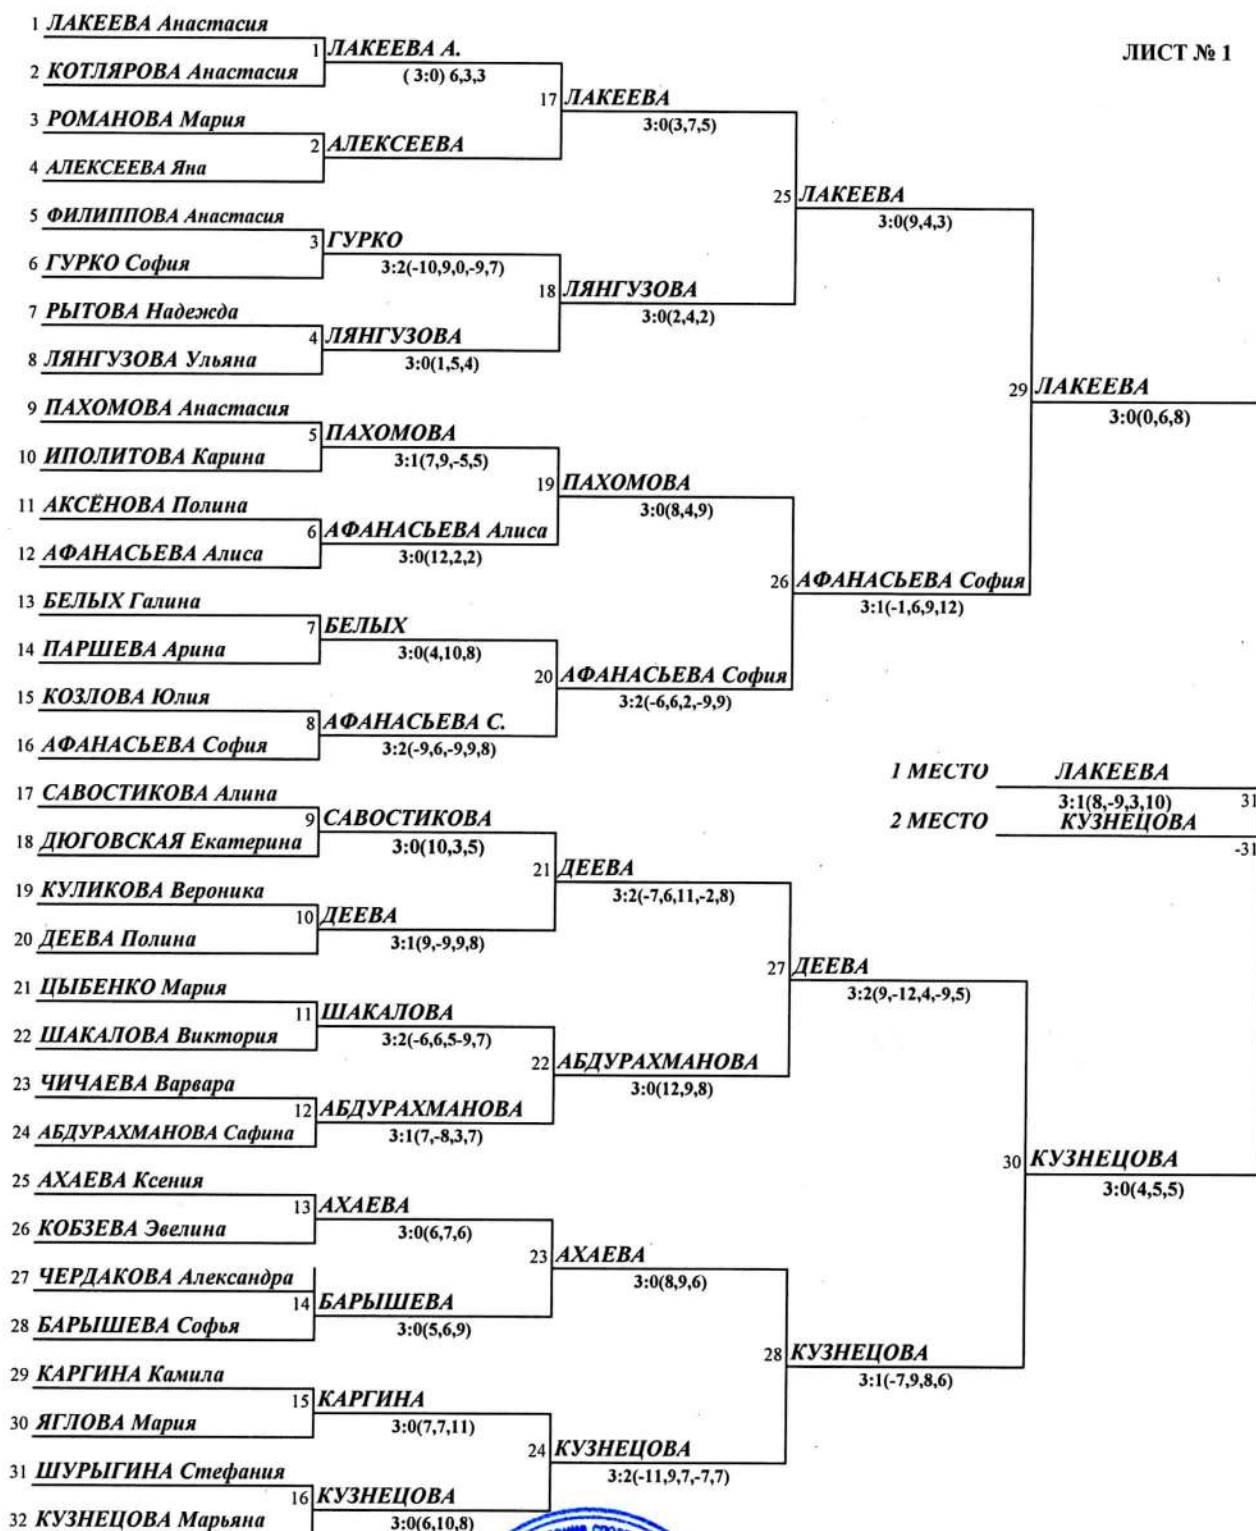 ЛИСТ № 1
1 ЛАКЕЕВА Анастасия
1 ЛАКЕЕВА А.
( 3:0) 6,3,3
2 КОТЛЯРОВА Анастасия
17 ЛАКЕЕВА
3:0(3,7,5)
3 РОМАНОВА Мария
2 АЛЕКСЕЕВА
4 АЛЕКСЕЕВА Яна
25 ЛАКЕЕВА
3:0(9,4,3)
5 ФИЛИППОВА Анастасия
3 ГУРКО
3:2(-10,9,0,-9,7)
6 ГУРКО София
18 ЛЯНГУЗОВА
3:0(2,4,2)
7 РЫТОВА Надежда
4 ЛЯНГУЗОВА
3:0(1,5,4)
8 ЛЯНГУЗОВА Ульяна
29 ЛАКЕЕВА
3:0(0,6,8)
9 ПАХОМОВА Анастасия
5 ПАХОМОВА
3:1(7,9,-5,5)
10 ИПОЛИТОВА Карина
19 ПАХОМОВА
3:0(8,4,9)
11 АКСЁНОВА Полина
6 АФАНАСЬЕВА Алиса
3:0(12,2,2)
12 АФАНАСЬЕВА Алиса
26 АФАНАСЬЕВА София
3:1(-1,6,9,12)
13 БЕЛЫХ Галина
7 БЕЛЫХ
3:0(4,10,8)
14 ПАРШЕВА Арина
20 АФАНАСЬЕВА София
3:2(-6,6,2,-9,9)
15 КОЗЛОВА Юлия
8 АФАНАСЬЕВА С.
3:2(-9,6,-9,9,8)
16 АФАНАСЬЕВА София
1 МЕСТО ЛАКЕЕВА
3:1(8,-9,3,10) 31
2 МЕСТО КУЗНЕЦОВА
-31
17 САВОСТИКОВА Алина
9 САВОСТИКОВА
3:0(10,3,5)
18 ДЮГОВСКАЯ Екатерина
21 ДЕЕВА
3:2(-7,6,11,-2,8)
19 КУЛИКОВА Вероника
10 ДЕЕВА
3:1(9,-9,9,8)
20 ДЕЕВА Полина
27 ДЕЕВА
3:2(9,-12,4,-9,5)
21 ЦЫБЕНКО Мария
11 ШАКАЛОВА
3:2(-6,6,5-9,7)
22 ШАКАЛОВА Виктория
22 АБДУРАХМАНОВА
3:0(12,9,8)
23 ЧИЧАЕВА Варвара
12 АБДУРАХМАНОВА
3:1(7,-8,3,7)
24 АБДУРАХМАНОВА Сафина
30 КУЗНЕЦОВА
3:0(4,5,5)
25 АХАЕВА Ксения
13 АХАЕВА
3:0(6,7,6)
26 КОБЗЕВА Эвелина
23 АХАЕВА
3:0(8,9,6)
27 ЧЕРДАКОВА Александра
14 БАРЫШЕВА
3:0(5,6,9)
28 БАРЫШЕВА Софья
28 КУЗНЕЦОВА
3:1(-7,9,8,6)
29 КАРГИНА Камила
15 КАРГИНА
3:0(7,7,11)
30 ЯГЛОВА Мария
24 КУЗНЕЦОВА
3:2(-11,9,7,-7,7)
31 ШУРЫГИНА Стефания
16 КУЗНЕЦОВА
3:0(6,10,8)
32 КУЗНЕЦОВА Марьяна